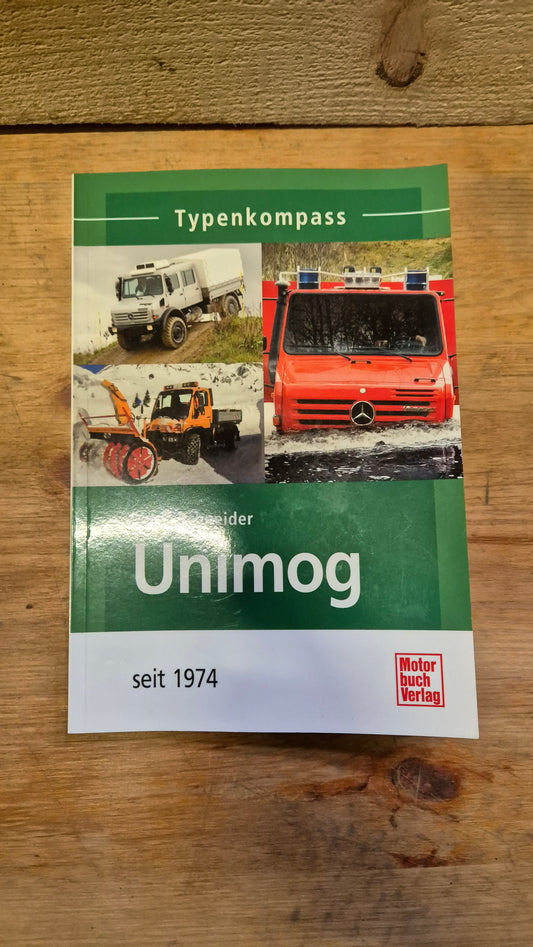 Typenkompass
Unimog
seit 1974
Motor
buch
Verlag